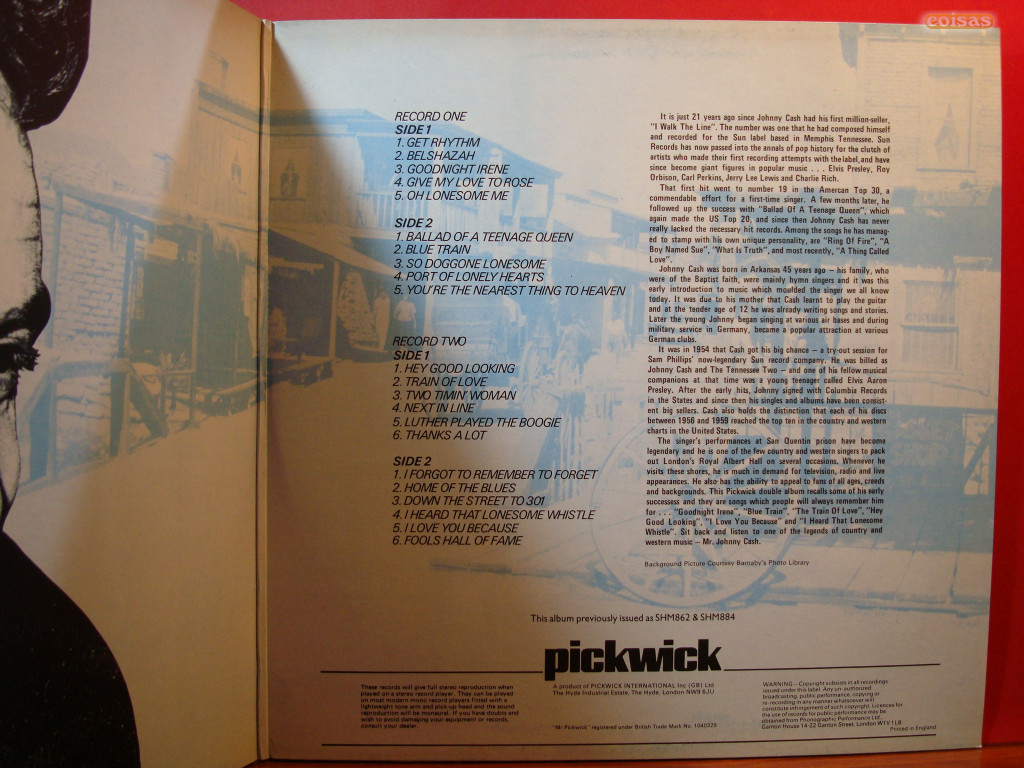 coisas
RECORD ONE
SIDE 1
1. GET RHYTHM
2. BELSHAZAH
3. GOODNIGHT IRENE
4. GIVE MY LOVE TO ROSE
5. OH LONESOME ME
SIDE 2
1. BALLAD OF A TEENAGE QUEEN
2. BLUE TRAIN
3. SO DOGGONE LONESOME
4. PORT OF LONELY HEARTS
5. YOU'RE THE NEAREST THING TO HEAVEN
RECORD TWO
SIDE 1
1. HEY GOOD LOOKING
2. TRAIN OF LOVE
3. TWO TIMIN' WOMAN
4. NEXT IN LINE
5. LUTHER PLAYED THE BOOGIE
6. THANKS A LOT
SIDE 2
1. I FORGOT TO REMEMBER TO FORGET
2. HOME OF THE BLUES
3. DOWN THE STREET TO 301
4. I HEARD THAT LONESOME WHISTLE
5. I LOVE YOU BECAUSE
6. FOOLS HALL OF FAME
It is just 21 years ago since Johnny Cash had his first million-seller,
"I Walk The Line". The number was one that he had composed himself
and recorded for the Sun label based in Memphis Tennessee. Sun
Records has now passed into the annals of pop history for the clutch of
artists who made their first recording attempts with the label, and have
since become giant figures in popular music . . . Elvis Presley, Roy
Orbison, Carl Perkins, Jerry Lee Lewis and Charlie Rich.
That first hit went to number 19 in the Amercan Top 30, a
commendable effort for a first-time singer. A few months later, he
followed up the success with "Ballad Of A Teenage Queen", which
again made the US Top 20, and since then Johnny Cash has never
really lacked the necessary hit records. Among the songs he has manag-
ed to stamp with his own unique personality, are "Ring Of Fire", "A
Boy Named Sue", "What Is Truth", and most recently, "A Thing Called
Love".
Johnny Cash was born in Arkansas 45 years ago – his family, who
were of the Baptist faith, were mainly hymn singers and it was this
early introduction to music which moulded the singer we all know
today. It was due to his mother that Cash learnt to play the guitar
and at the tender age of 12 he was already writing songs and stories.
Later the young Johnny began singing at various air bases and during
military service in Germany, became a popular attraction at various
German clubs.
It was in 1954 that Cash got his big chance – a try-out session for
Sam Phillips' now-legendary Sun record company. He was billed as
Johnny Cash and The Tennessee Two – and one of his fellow musical
companions at that time was a young teenager called Elvis Aaron
Presley. After the early hits, Johnny signed with Columbia Records
in the States and since then his singles and albums have been consist-
ent big sellers. Cash also holds the distinction that each of his discs
between 1956 and 1959 reached the top ten in the country and western
charts in the United States.
The singer's performances at San Quentin prison have become
legendary and he is one of the few country and western singers to pack
out London's Royal Albert Hall on several occasions. Whenever he
visits these shores, he is much in demand for television, radio and live
appearances. He also has the ability to appeal to fans of all ages, creeds
and backgrounds. This Pickwick double album recalls some of his early
successess and they are songs which people will always remember him
for . . . "Goodnight Irene", "Blue Train", "The Train Of Love", "Hey
Good Looking", "I Love You Because" and "I Heard That Lonesome
Whistle". Sit back and listen to one of the legends of country and
western music – Mr. Johnny Cash.
Background Picture Courtesy Barnaby's Photo Library
This album previously issued as SHM862 & SHM884
pickwick
A product of PICKWICK INTERNATIONAL Inc (GB) Ltd
The Hyde Industrial Estate, The Hyde, London NW9 6JU
These records will give full stereo reproduction when
played on a stereo record player. They can be played
on most modern mono record players fitted with a
lightweight tone arm and pick-up head and the sound
reproduction will be monaural. If you have doubts and
wish to avoid damaging your equipment or records,
consult your dealer.
"Mr Pickwick" registered under British Trade Mark No. 1040029
WARNING – Copyright subsists in all recordings
issued under this label. Any un-authorized
broadcasting, public performance, copying or
re-recording in any manner whatsoever will
constitute infringement of such copyright. Licences for
the use of records for public performance may be
obtained from Phonographic Performance Ltd.,
Ganton House 14-22 Ganton Street, London W1V 1LB
Printed in England